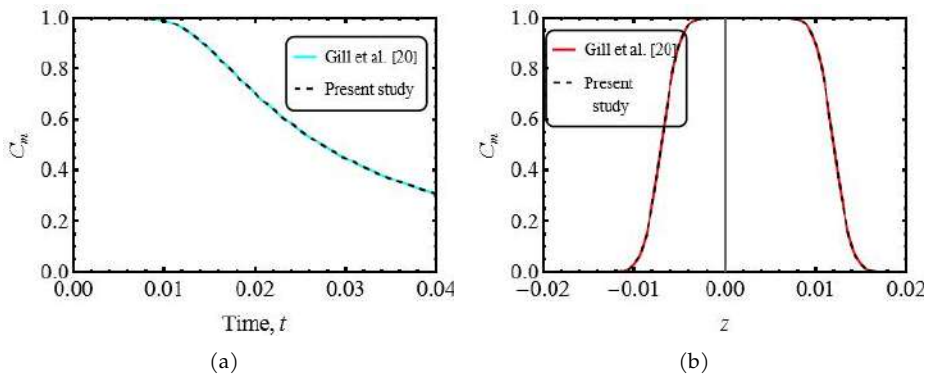 1.0
0.8
0.6
0.4
0.2
0.0
C_m
Gill et al. [20]
Present study
0.00 0.01 0.02 0.03 0.04
Time, t
(a)
1.0
0.8
0.6
0.4
0.2
0.0
C_m
Gill et al. [20]
Present
study
−0.02 −0.01 0.00 0.01 0.02
z
(b)